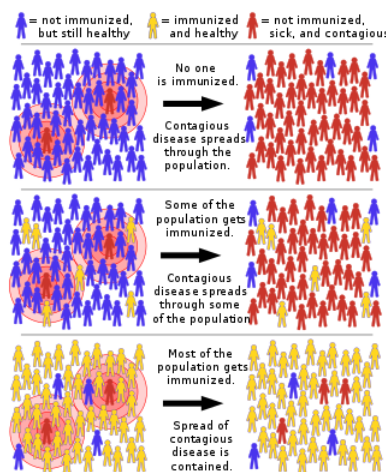 = not immunized, but still healthy
= immunized and healthy
= not immunized, sick, and contagious
No one
is immunized.
Contagious
disease spreads
through the
population.
Some of the
population gets
immunized.
Contagious
disease spreads
through some
of the population
Most of the
population gets
immunized.
Spread of
contagious
disease is
contained.